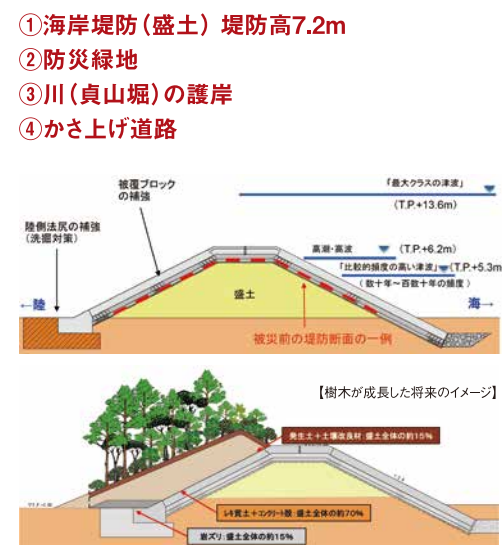 ①海岸堤防（盛土） 堤防高7.2m
②防災緑地
③川（貞山堀）の護岸
④かさ上げ道路
被覆ブロック
の補強
「最大クラスの津波」
(T.P.+13.6m)
陸側法尻の補強
（洗掘対策）
高潮・高波
(T.P.+6.2m)
「比較的頻度の高い津波」
(T.P.+5.3m
（数十年～百数十年の頻度）
←陸
盛土
海→
被災前の堤防断面の一例
【樹木が成長した将来のイメージ】
発生土＋土壌改良材：盛土全体の約15％
レキ質土＋コンクリート殻：盛土全体の約70％
岩ズリ：盛土全体の約15％